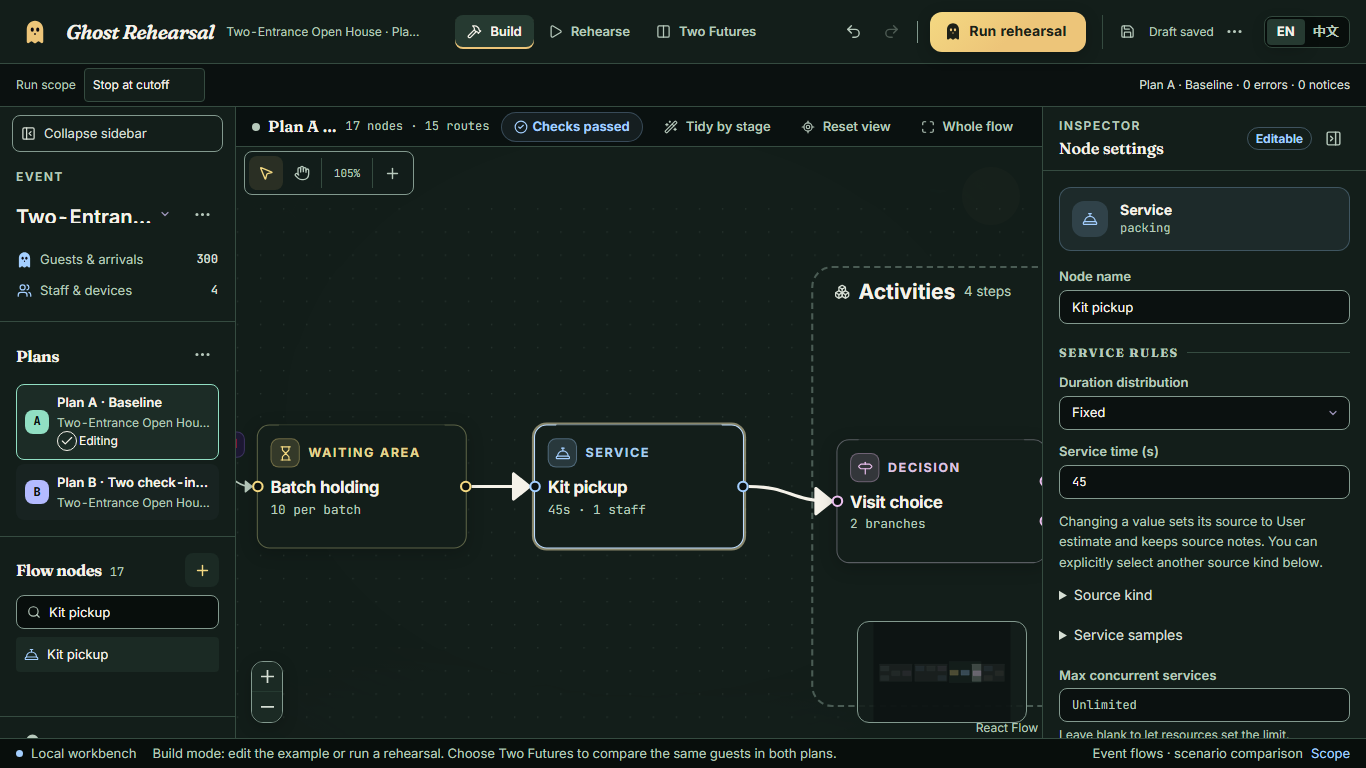 Ghost Rehearsal
Two-Entrance Open House · Pla...
Build
Rehearse
Two Futures
Run rehearsal
Draft saved
EN
中文
Run scope
Stop at cutoff
Plan A · Baseline · 0 errors · 0 notices
Collapse sidebar
EVENT
Two-Entran...
Guests & arrivals 300
Staff & devices 4
Plans
A
Plan A · Baseline
Two-Entrance Open Hou...
Editing
B
Plan B · Two check-in...
Two-Entrance Open Hou...
Flow nodes 17
Kit pickup
Kit pickup
Plan A ...
17 nodes · 15 routes
Checks passed
Tidy by stage
Reset view
Whole flow
105%
WAITING AREA
Batch holding
10 per batch
SERVICE
Kit pickup
45s · 1 staff
Activities 4 steps
DECISION
Visit choice
2 branches
React Flow
INSPECTOR
Node settings
Editable
Service
packing
Node name
Kit pickup
SERVICE RULES
Duration distribution
Fixed
Service time (s)
45
Changing a value sets its source to User
estimate and keeps source notes. You can
explicitly select another source kind below.
Source kind
Service samples
Max concurrent services
Unlimited
Leave blank to let resources set the limit.
Local workbench
Build mode: edit the example or run a rehearsal. Choose Two Futures to compare the same guests in both plans.
Event flows · scenario comparison
Scope